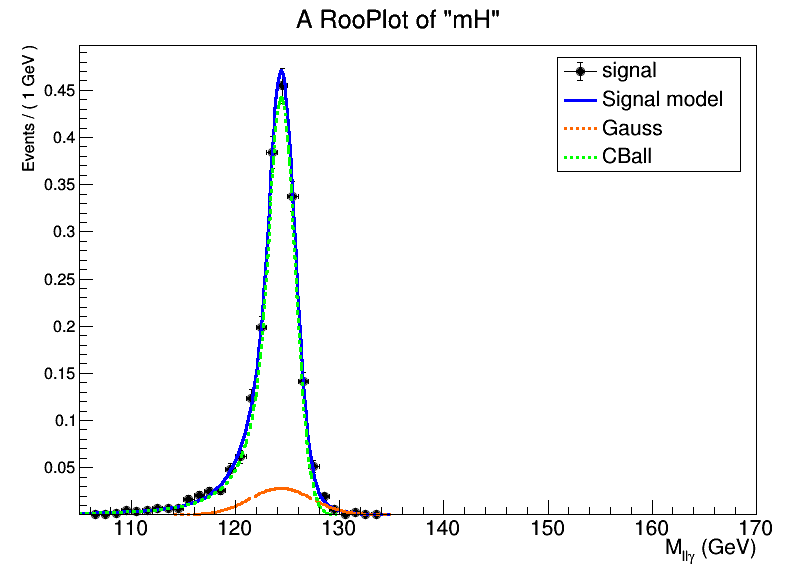 A RooPlot of "mH"
Events / ( 1 GeV )
signal
Signal model
Gauss
CBall
0.45
0.4
0.35
0.3
0.25
0.2
0.15
0.1
0.05
110 120 130 140 150 160 170
M_llγ (GeV)